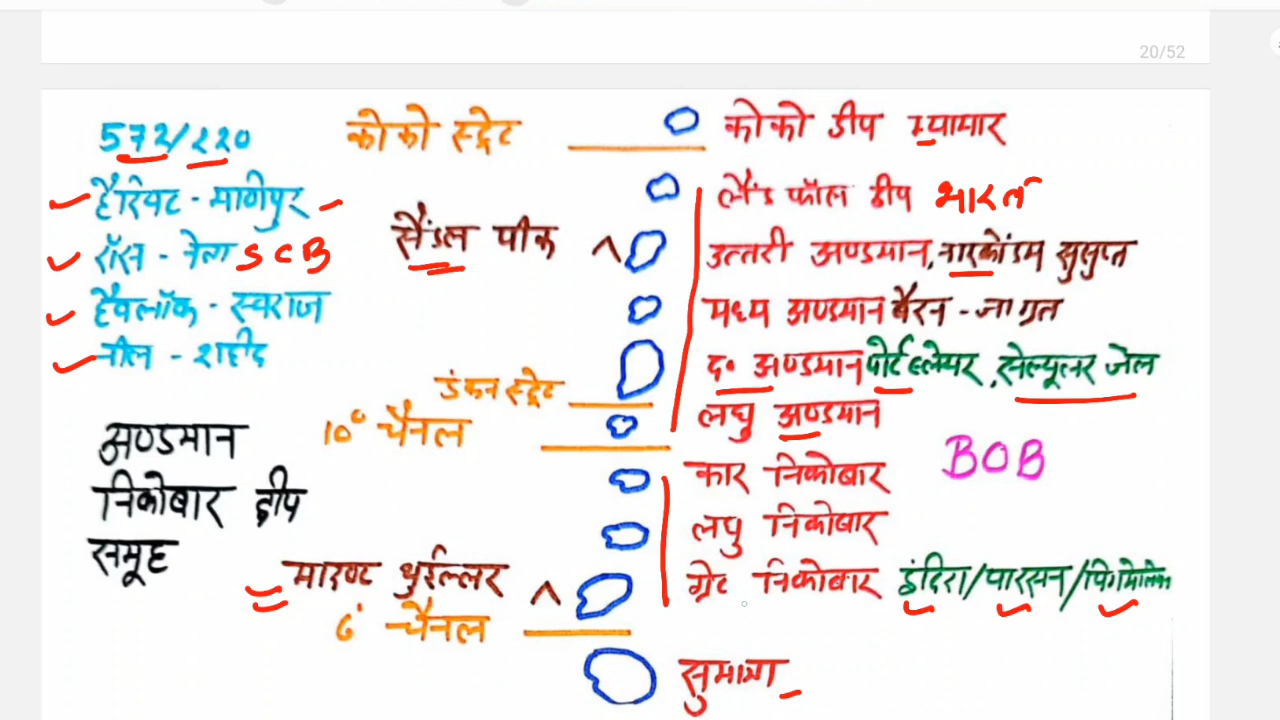 20/52
572/220 कोको स्ट्रेट कोको डीप म्यामार
हैरियट - माणिपुर लैंड फॉल डीप भारत
सैंडल पीक
रॉस - नेता SCB उत्तरी अण्डमान, नारकोंडम सुसुप्त
हैवलॉक - स्वराज मध्य अण्डमान बैरन - जाग्रत
नील - शहीद द० अण्डमान पोर्ट ब्लेयर, सेल्यूलर जेल
डंकन स्ट्रेट
10° चैनल लघु अण्डमान
अण्डमान
निकोबार द्वीप
समूह
BOB
कार निकोबार
लघु निकोबार
माउण्ट थुईल्लर ग्रेट निकोबार इंदिरा/पारसन/पिगमेलियन
6° चैनल
सुमात्रा